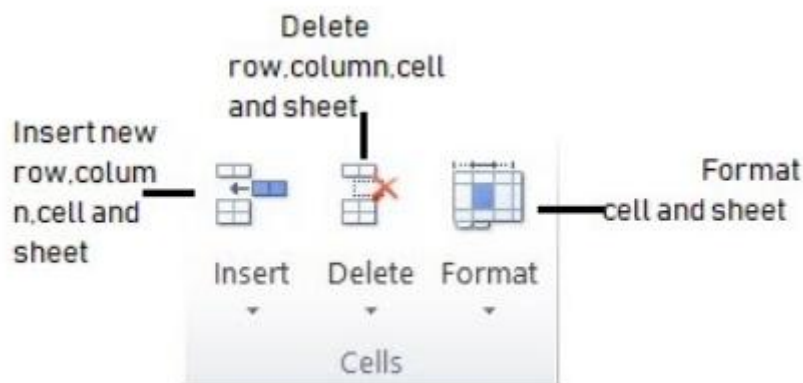 Delete
row,column,cell
and sheet
Insert new
row,colum
n,cell and
sheet
Format
cell and sheet
Insert
Delete
Format
Cells